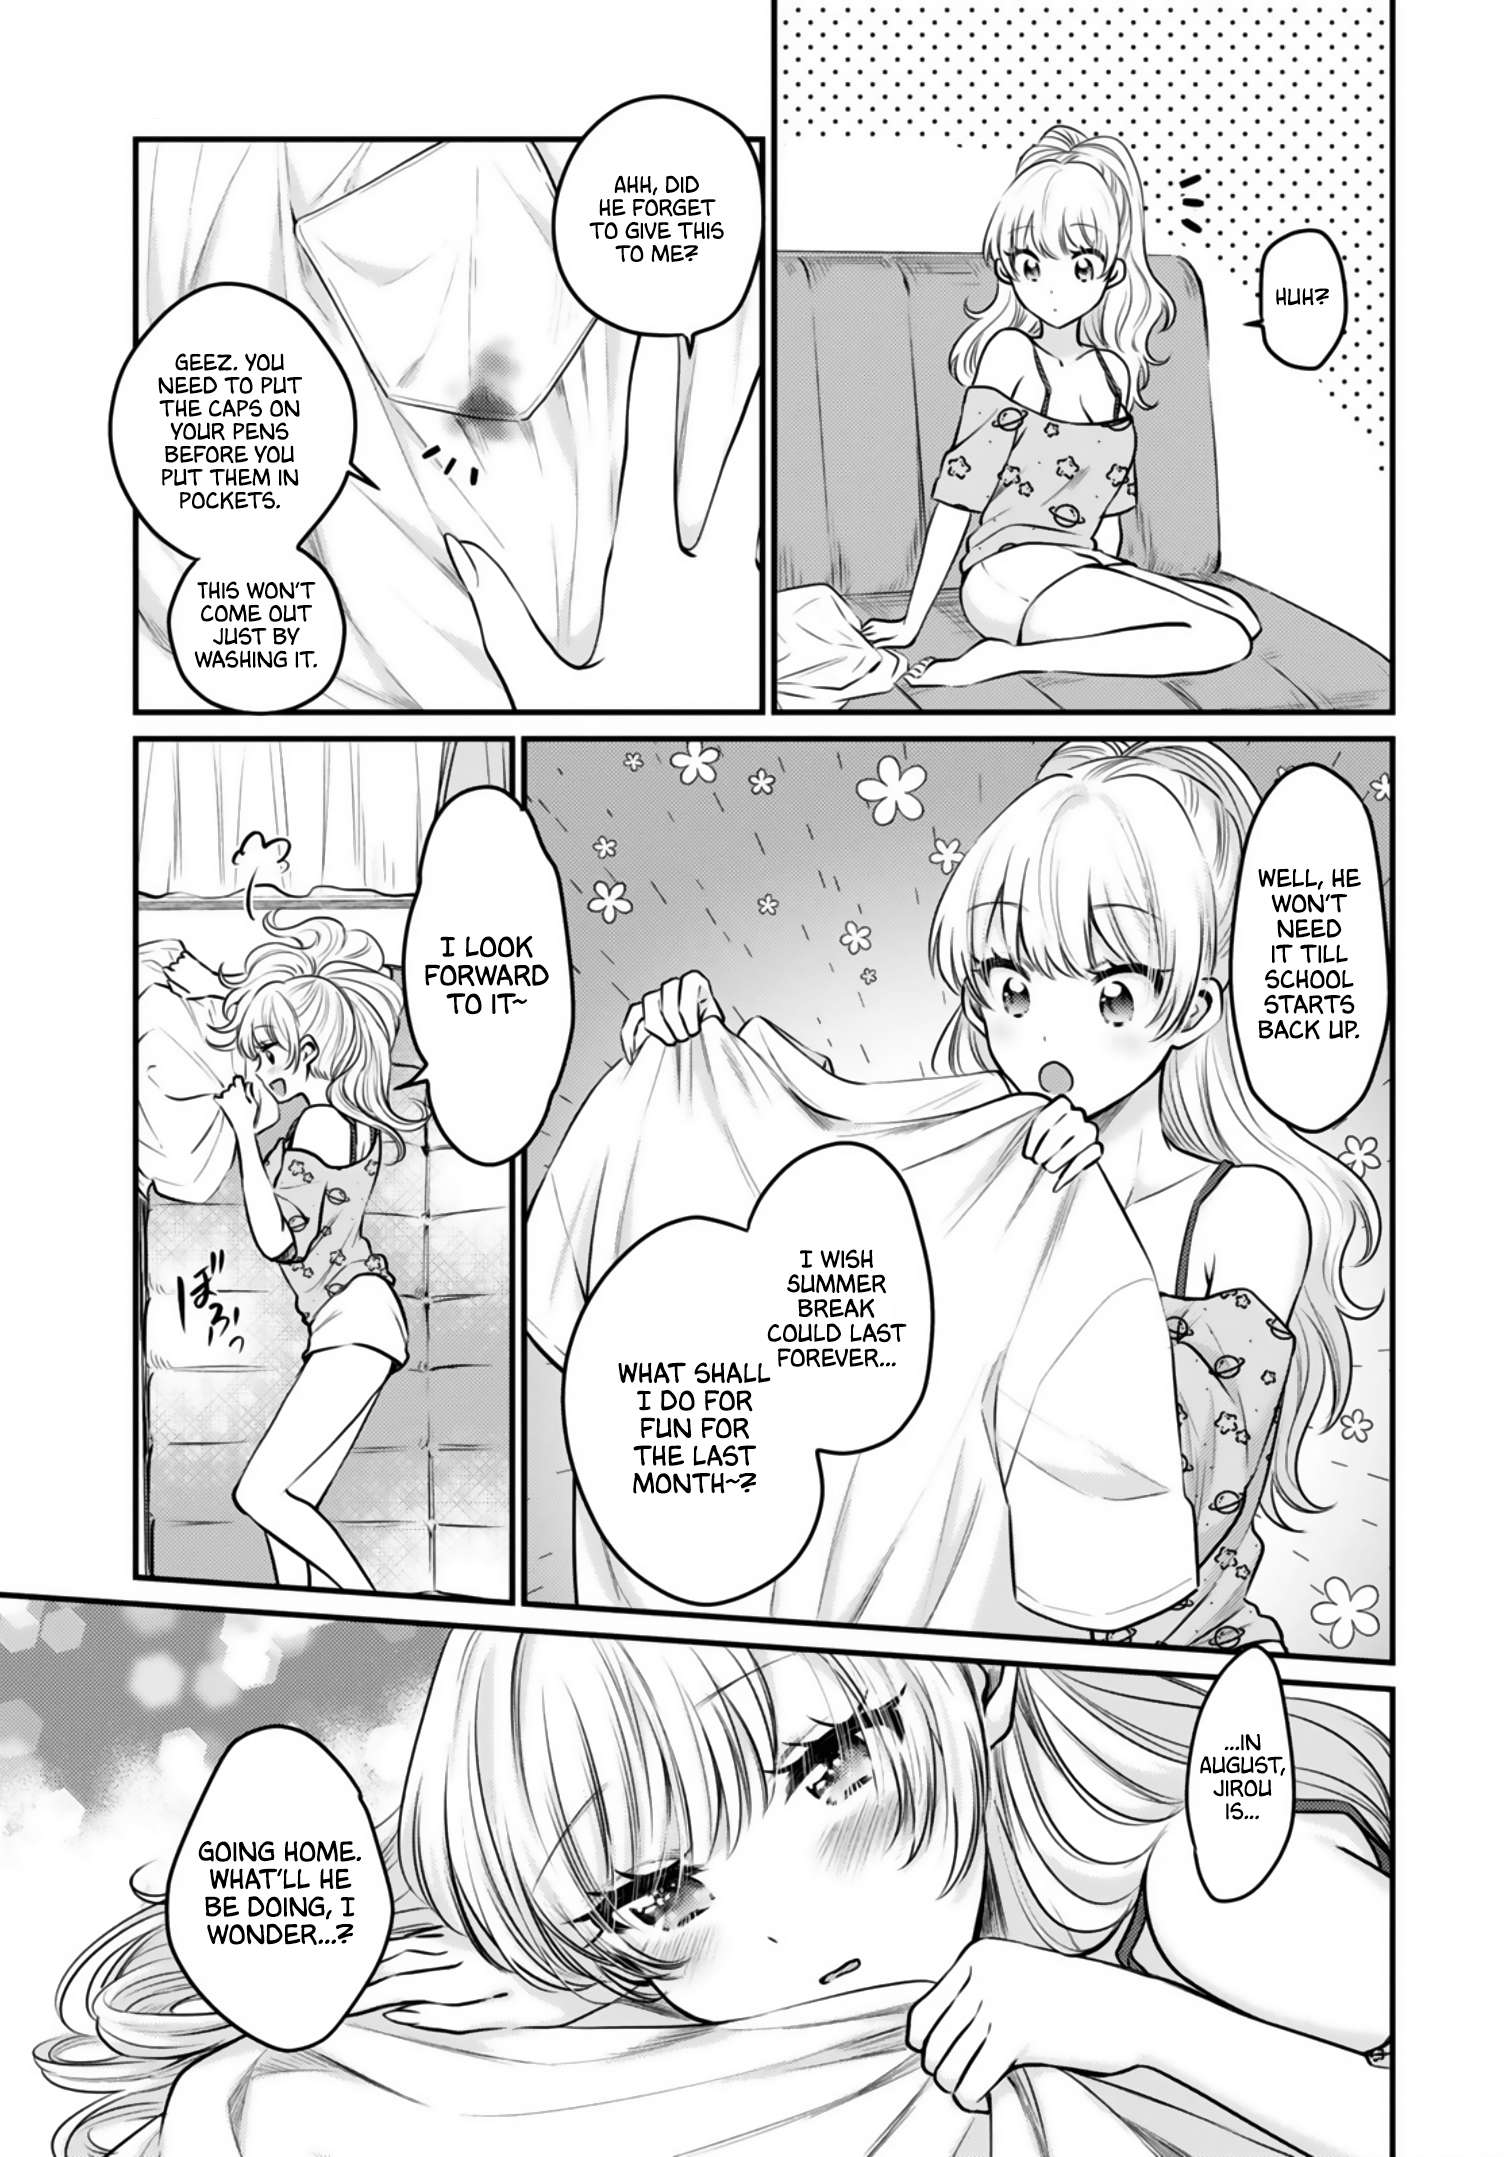 HUH?
AHH, DID
HE FORGET
TO GIVE THIS
TO ME?
GEEZ. YOU
NEED TO PUT
THE CAPS ON
YOUR PENS
BEFORE YOU
PUT THEM IN
POCKETS.
THIS WON'T
COME OUT
JUST BY
WASHING IT.
WELL, HE
WON'T
NEED
IT TILL
SCHOOL
STARTS
BACK UP.
I WISH
SUMMER
BREAK
COULD LAST
FOREVER...
WHAT SHALL
I DO FOR
FUN FOR
THE LAST
MONTH~?
I LOOK
FORWARD
TO IT~
ぼふっ
...IN
AUGUST,
JIROU
IS...
GOING HOME.
WHAT'LL HE
BE DOING, I
WONDER...?